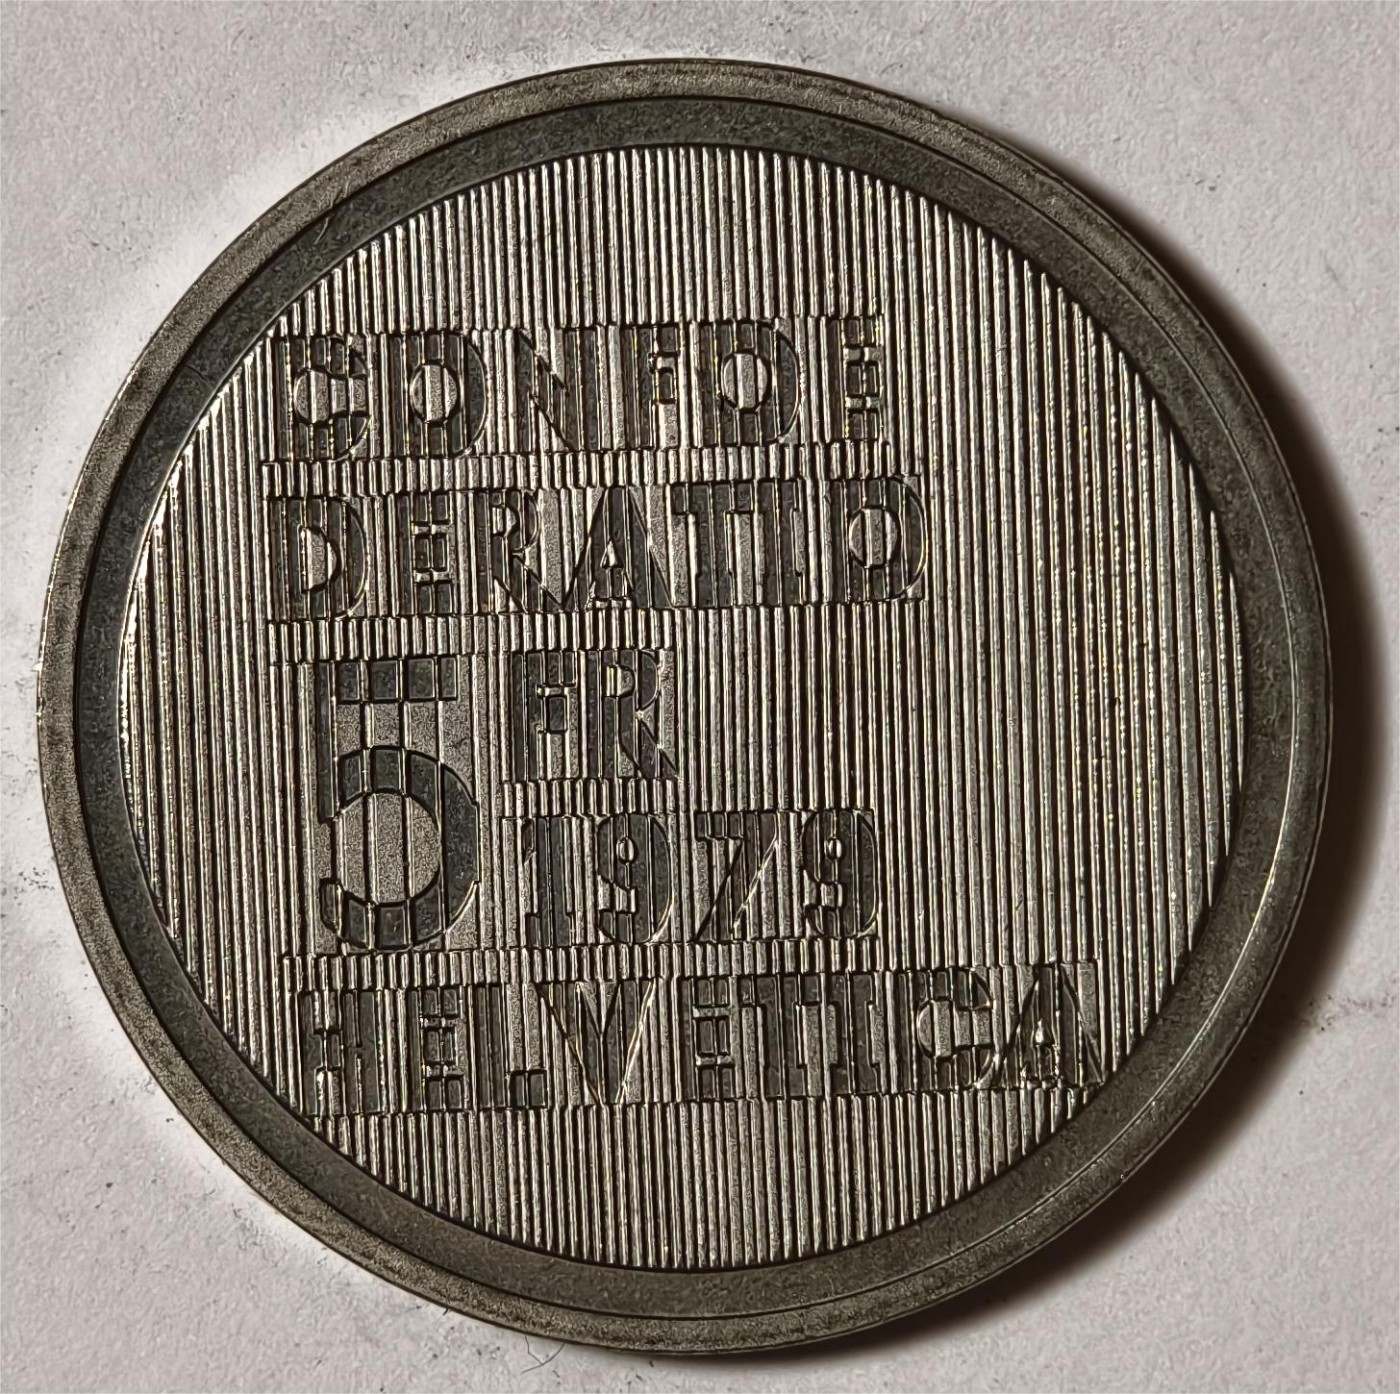 CONFOE
DERATIO
5 FR
1979
HELVETICA